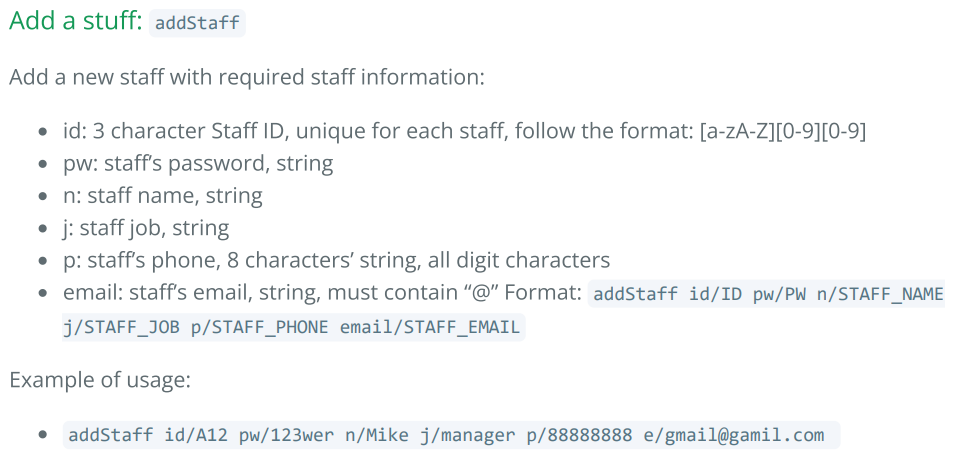 Add a stuff: addStaff
Add a new staff with required staff information:
• id: 3 character Staff ID, unique for each staff, follow the format: [a-zA-Z][0-9][0-9]
• pw: staff’s password, string
• n: staff name, string
• j: staff job, string
• p: staff’s phone, 8 characters’ string, all digit characters
• email: staff’s email, string, must contain “@” Format: addStaff id/ID pw/PW n/STAFF_NAME
j/STAFF_JOB p/STAFF_PHONE email/STAFF_EMAIL
Example of usage:
• addStaff id/A12 pw/123wer n/Mike j/manager p/88888888 e/gmail@gamil.com